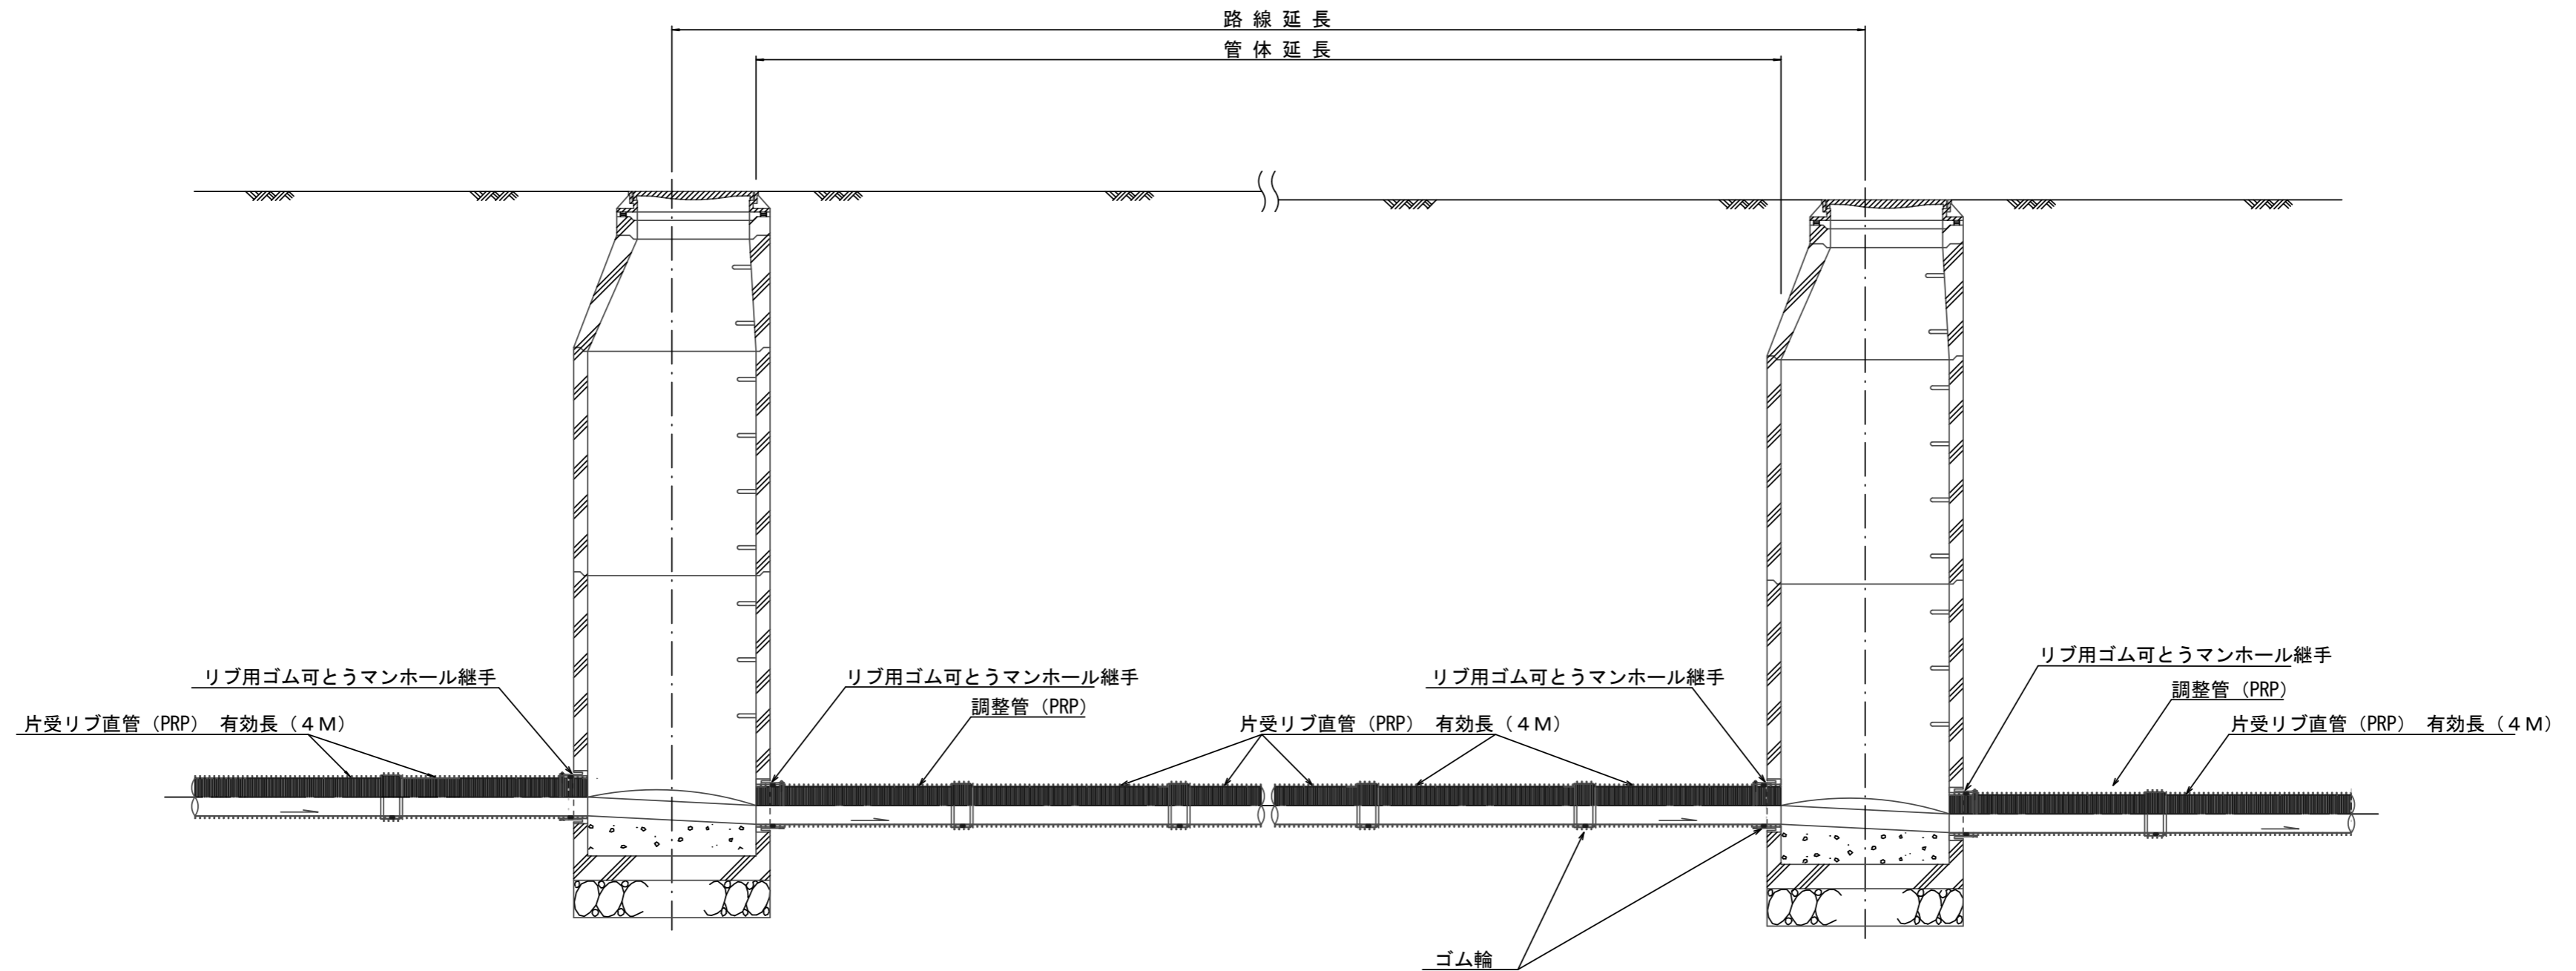 路 線 延 長
管 体 延 長
リブ用ゴム可とうマンホール継手
リブ用ゴム可とうマンホール継手
リブ用ゴム可とうマンホール継手
リブ用ゴム可とうマンホール継手
調整管（PRP）
調整管（PRP）
片受リブ直管（PRP） 有効長（４Ｍ）
片受リブ直管（PRP） 有効長（４Ｍ）
片受リブ直管（PRP） 有効長（４Ｍ）
ゴム輪